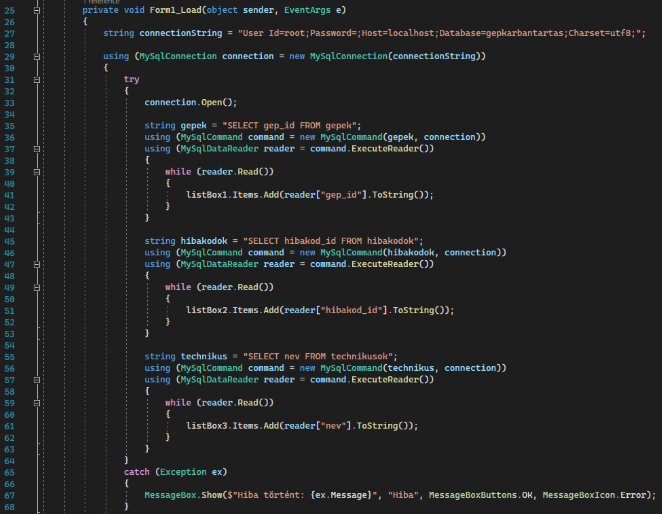 1 reference
25 private void Form1_Load(object sender, EventArgs e)
26 {
27 string connectionString = "User Id=root;Password=;Host=localhost;Database=gepkarbantartas;Charset=utf8;";
28
29 using (MySqlConnection connection = new MySqlConnection(connectionString))
30 {
31 try
32 {
33 connection.Open();
34
35 string gepek = "SELECT gep_id FROM gepek";
36 using (MySqlCommand command = new MySqlCommand(gepek, connection))
37 using (MySqlDataReader reader = command.ExecuteReader())
38 {
39 while (reader.Read())
40 {
41 listBox1.Items.Add(reader["gep_id"].ToString());
42 }
43 }
44
45 string hibakodok = "SELECT hibakod_id FROM hibakodok";
46 using (MySqlCommand command = new MySqlCommand(hibakodok, connection))
47 using (MySqlDataReader reader = command.ExecuteReader())
48 {
49 while (reader.Read())
50 {
51 listBox2.Items.Add(reader["hibakod_id"].ToString());
52 }
53 }
54
55 string technikus = "SELECT nev FROM technikusok";
56 using (MySqlCommand command = new MySqlCommand(technikus, connection))
57 using (MySqlDataReader reader = command.ExecuteReader())
58 {
59 while (reader.Read())
60 {
61 listBox3.Items.Add(reader["nev"].ToString());
62 }
63 }
64 }
65 catch (Exception ex)
66 {
67 MessageBox.Show($"Hiba történt: {ex.Message}", "Hiba", MessageBoxButtons.OK, MessageBoxIcon.Error);
68 }